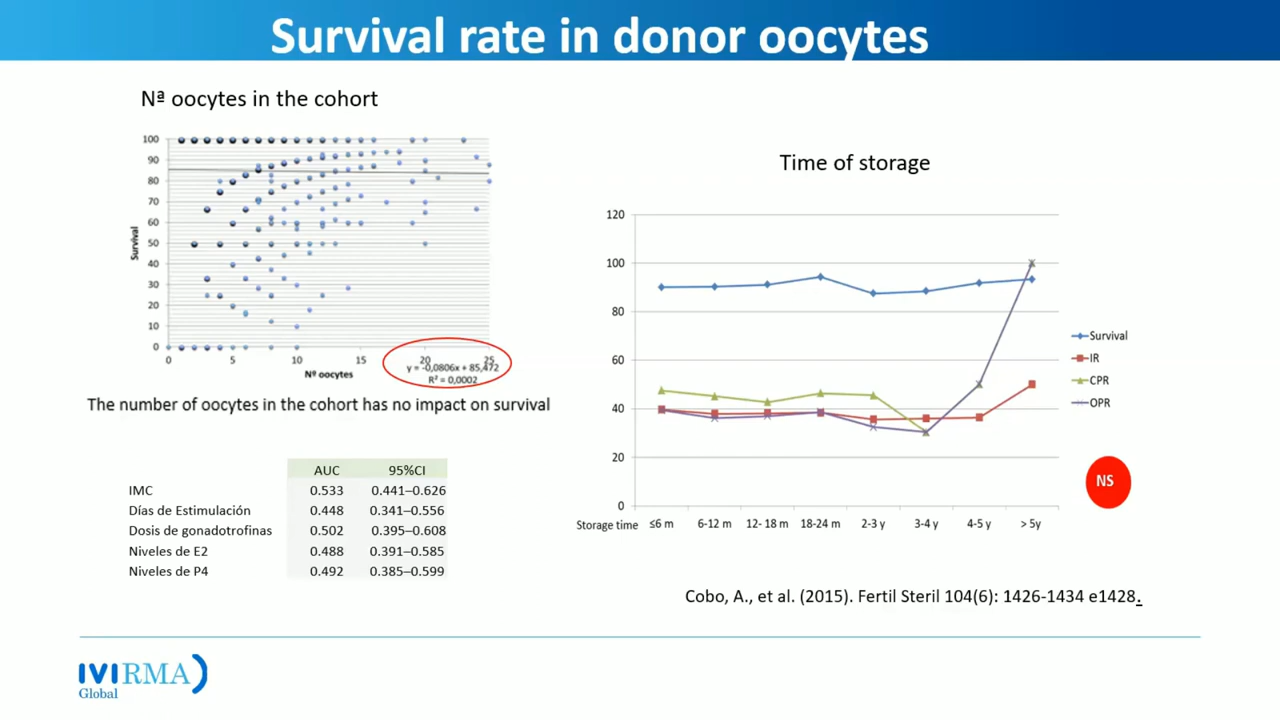 Survival rate in donor oocytes
Nª oocytes in the cohort
100
90
80
70
60
50
40
30
20
10
0
Survival
0 5 10 15 20 25
Nº oocytes
y = -0,0806x + 85,472
R² = 0,0002
The number of oocytes in the cohort has no impact on survival
AUC 95%CI
IMC 0.533 0.441–0.626
Días de Estimulación 0.448 0.341–0.556
Dosis de gonadotrofinas 0.502 0.395–0.608
Niveles de E2 0.488 0.391–0.585
Niveles de P4 0.492 0.385–0.599
Time of storage
120
100
80
60
40
20
0
Storage time ≤6 m 6-12 m 12- 18 m 18-24 m 2-3 y 3-4 y 4-5 y > 5y
Survival
IR
CPR
OPR
NS
Cobo, A., et al. (2015). Fertil Steril 104(6): 1426-1434 e1428.
IVIRMA
Global